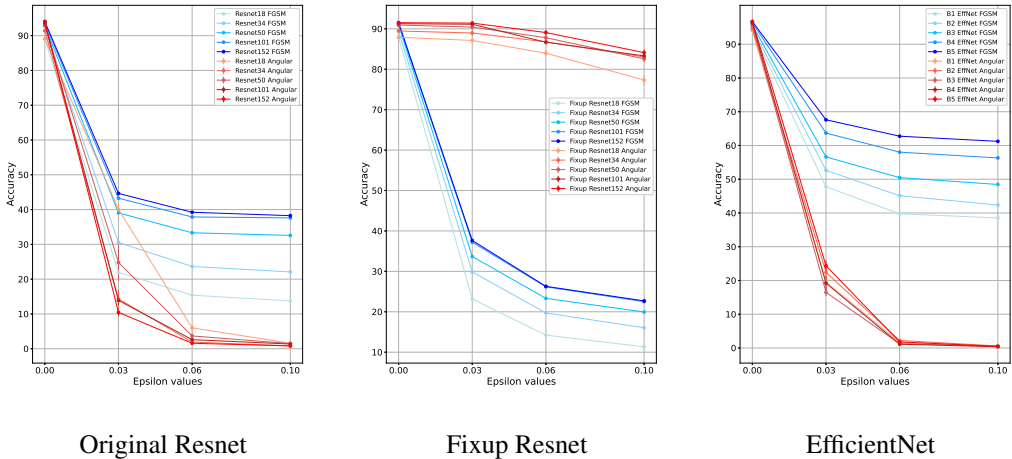 90
80
70
60
50
40
30
20
10
0
Accuracy
0.00
0.03
0.06
0.10
Epsilon values
Resnet18 FGSM
Resnet34 FGSM
Resnet50 FGSM
Resnet101 FGSM
Resnet152 FGSM
Resnet18 Angular
Resnet34 Angular
Resnet50 Angular
Resnet101 Angular
Resnet152 Angular
Original Resnet
90
80
70
60
50
40
30
20
10
Accuracy
0.00
0.03
0.06
0.10
Epsilon values
Fixup Resnet18 FGSM
Fixup Resnet34 FGSM
Fixup Resnet50 FGSM
Fixup Resnet101 FGSM
Fixup Resnet152 FGSM
Fixup Resnet18 Angular
Fixup Resnet34 Angular
Fixup Resnet50 Angular
Fixup Resnet101 Angular
Fixup Resnet152 Angular
Fixup Resnet
90
80
70
60
50
40
30
20
10
0
Accuracy
0.00
0.03
0.06
0.10
Epsilon values
B1 EffNet FGSM
B2 EffNet FGSM
B3 EffNet FGSM
B4 EffNet FGSM
B5 EffNet FGSM
B1 EffNet Angular
B2 EffNet Angular
B3 EffNet Angular
B4 EffNet Angular
B5 EffNet Angular
EfficientNet